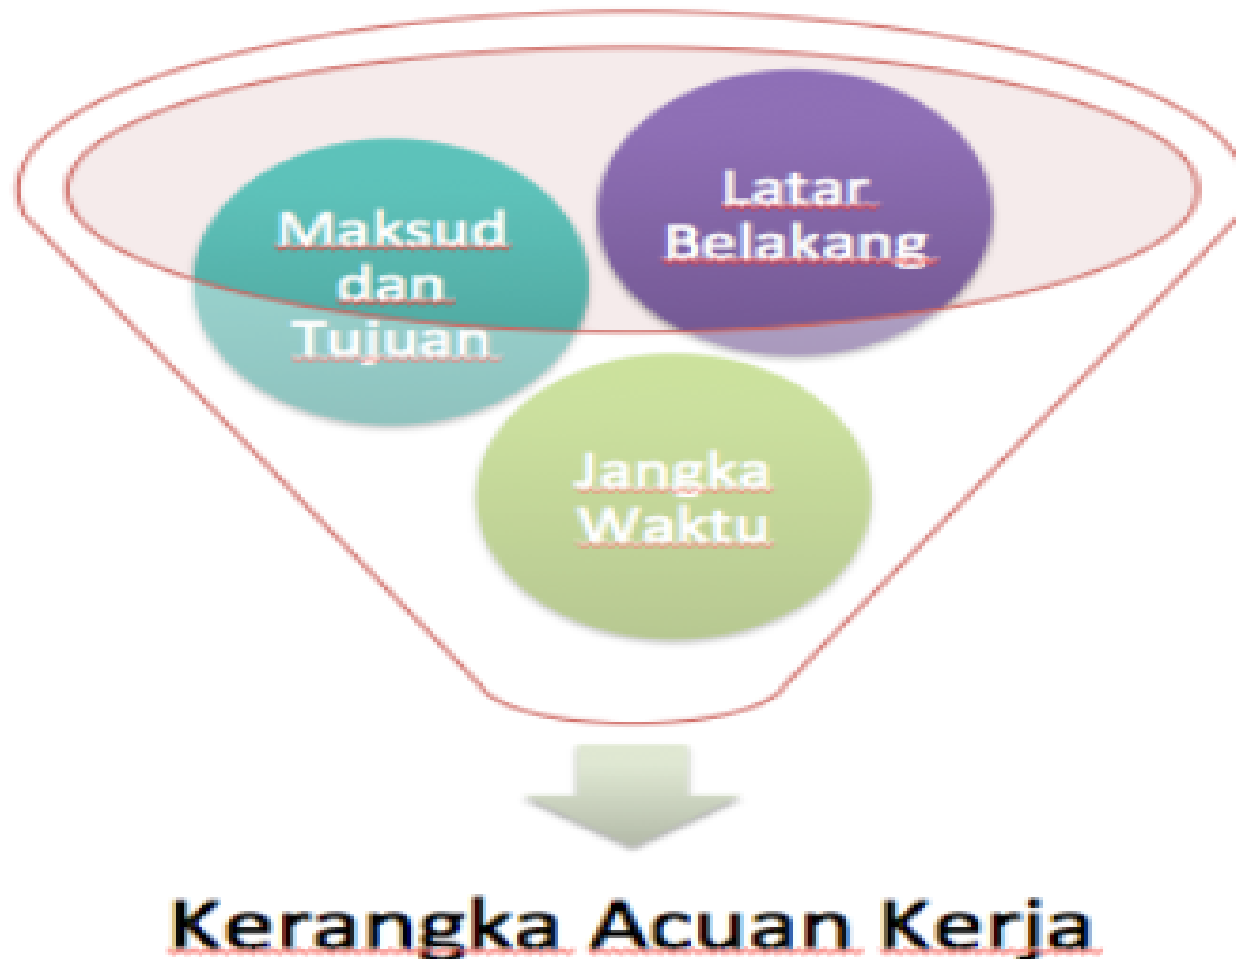 Latar
Belakang
Maksud
dan
Tujuan
Jangka
Waktu
Kerangka Acuan Kerja